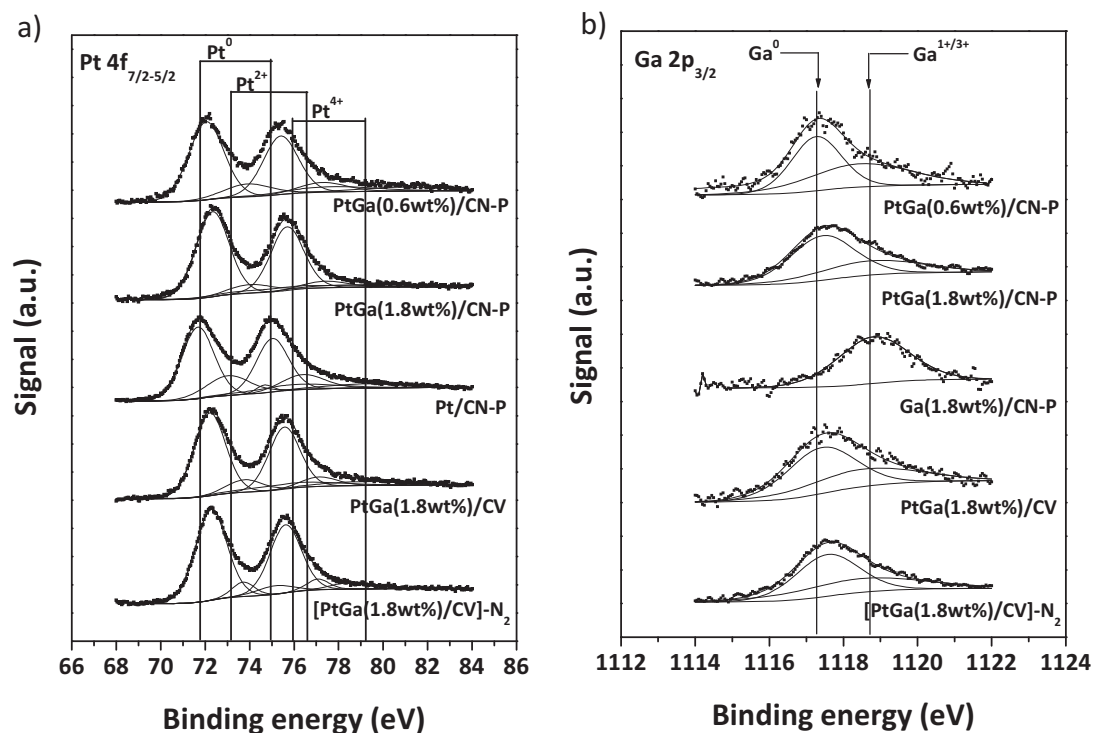 a)
Pt 4f 7/2-5/2
Pt0
Pt2+
Pt4+
PtGa(0.6wt%)/CN-P
PtGa(1.8wt%)/CN-P
Pt/CN-P
PtGa(1.8wt%)/CV
[PtGa(1.8wt%)/CV]-N2
Signal (a.u.)
66 68 70 72 74 76 78 80 82 84 86
Binding energy (eV)
b)
Ga 2p3/2
Ga0
Ga1+/3+
PtGa(0.6wt%)/CN-P
PtGa(1.8wt%)/CN-P
Ga(1.8wt%)/CN-P
PtGa(1.8wt%)/CV
[PtGa(1.8wt%)/CV]-N2
Signal (a.u.)
1112 1114 1116 1118 1120 1122 1124
Binding energy (eV)